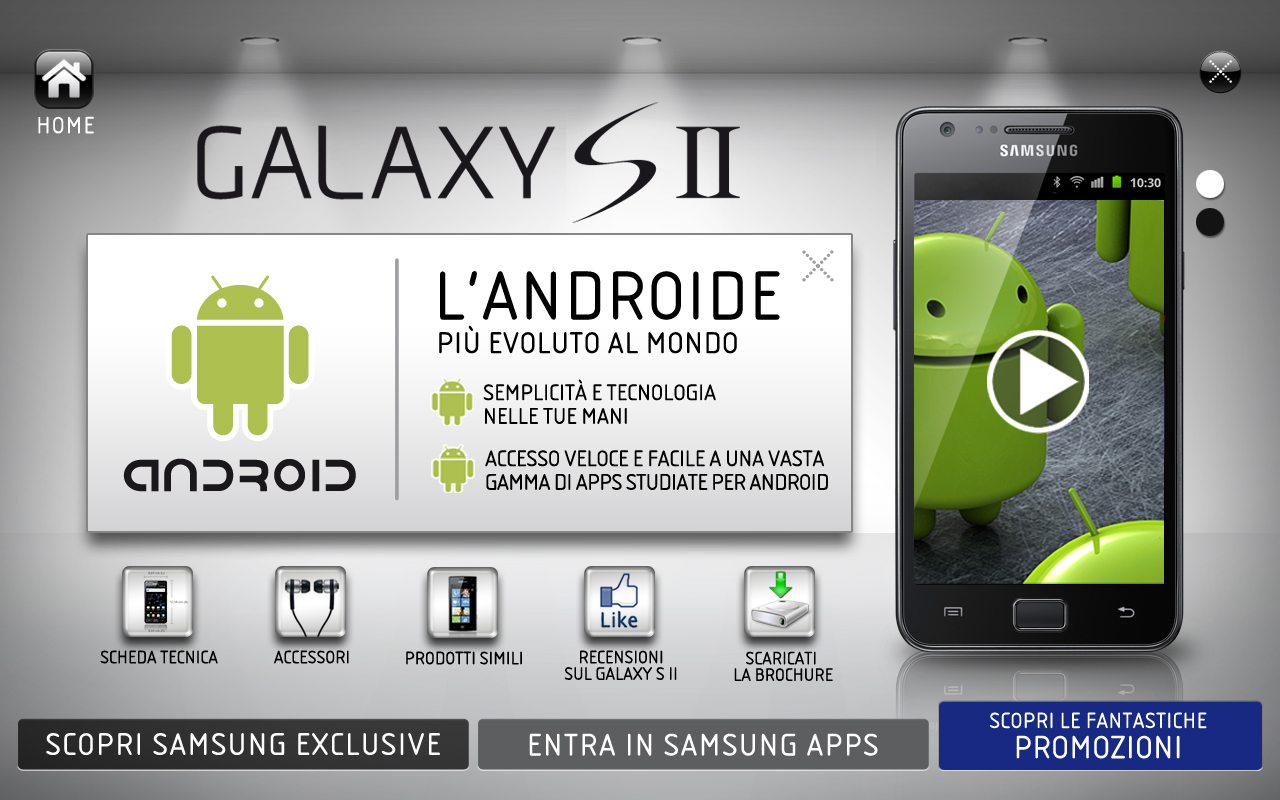 HOME
GALAXY S II
L'ANDROIDE
PIÙ EVOLUTO AL MONDO
SEMPLICITÀ E TECNOLOGIA
NELLE TUE MANI
ACCESSO VELOCE E FACILE A UNA VASTA
GAMMA DI APPS STUDIATE PER ANDROID
ANDROID
SAMSUNG
10:30
Like
SCHEDA TECNICA
ACCESSORI
PRODOTTI SIMILI
RECENSIONI
SUL GALAXY S II
SCARICATI
LA BROCHURE
SCOPRI SAMSUNG EXCLUSIVE
ENTRA IN SAMSUNG APPS
SCOPRI LE FANTASTICHE
PROMOZIONI